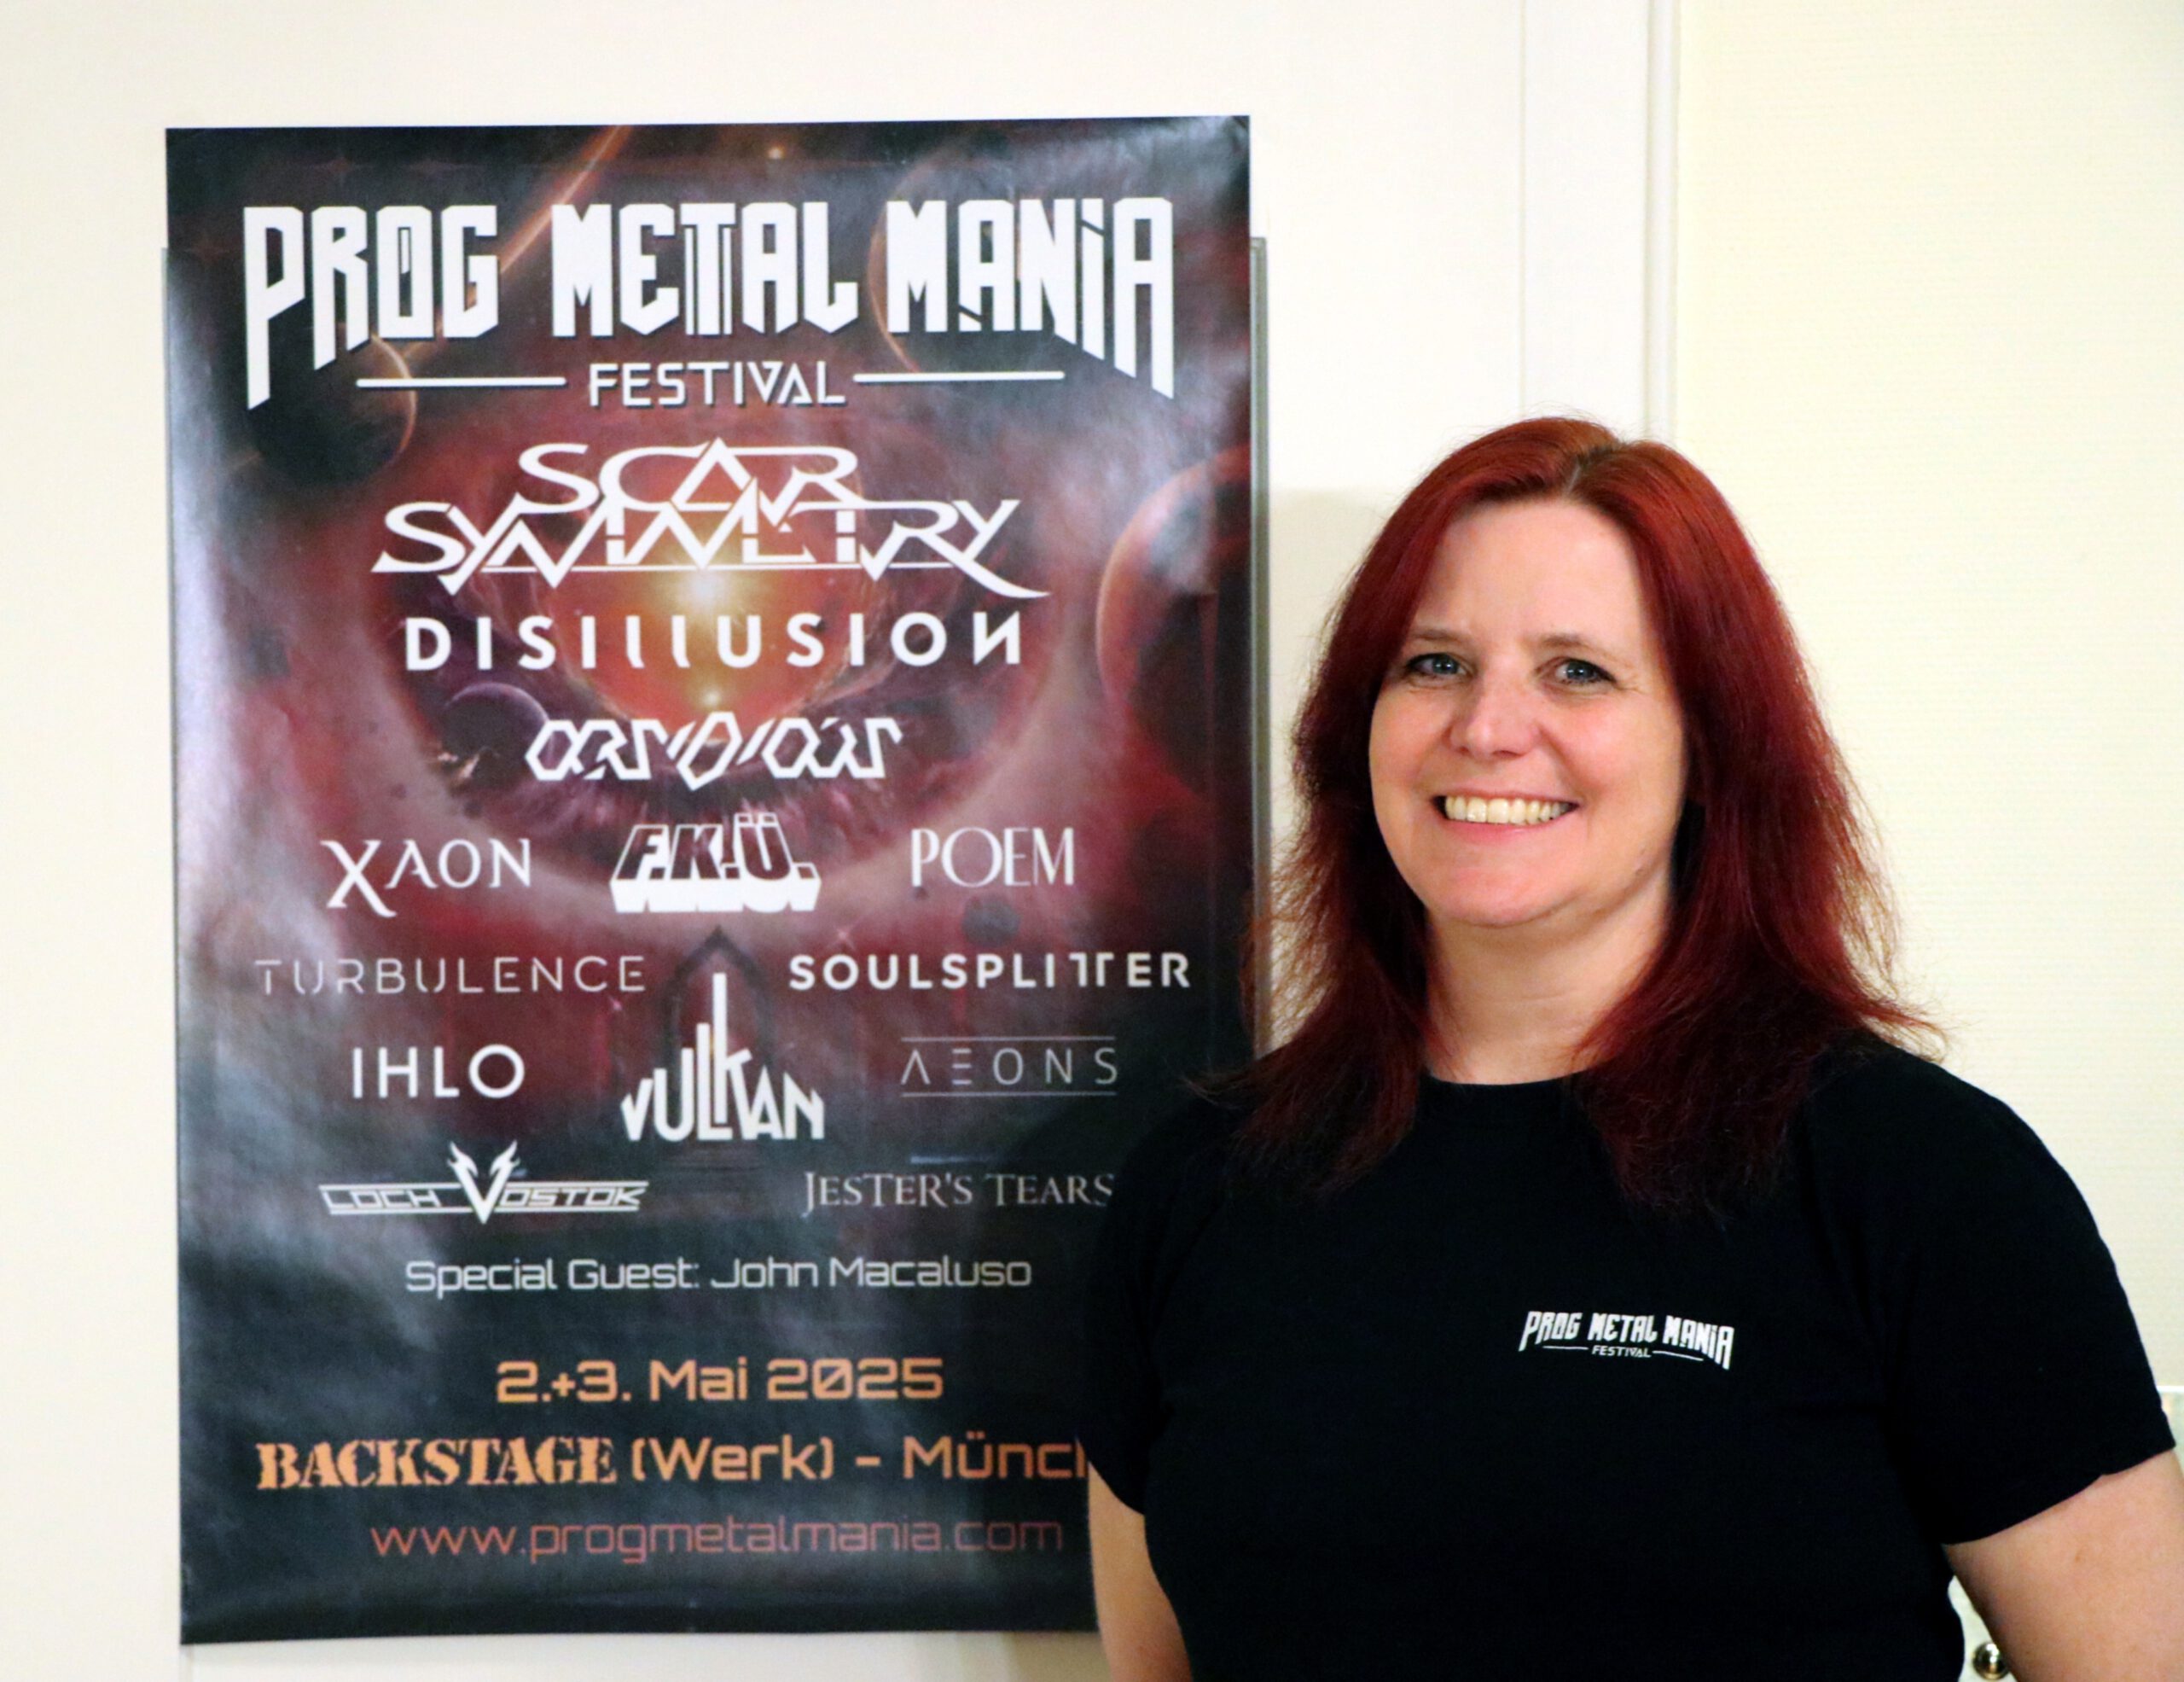 PROG METAL MANIA
FESTIVAL
SCAR
SYMMETRY
DISILLUSION
XAON F.K.Ü. POEM
TURBULENCE SOULSPLITTER
IHLO VULKAN AEONS
LOCH VOSTOK JESTER'S TEARS
Special Guest: John Macaluso
2.+3. Mai 2025
BACKSTAGE (Werk) - Münc
www.progmetalmania.com
PROG METAL MANIA
FESTIVAL